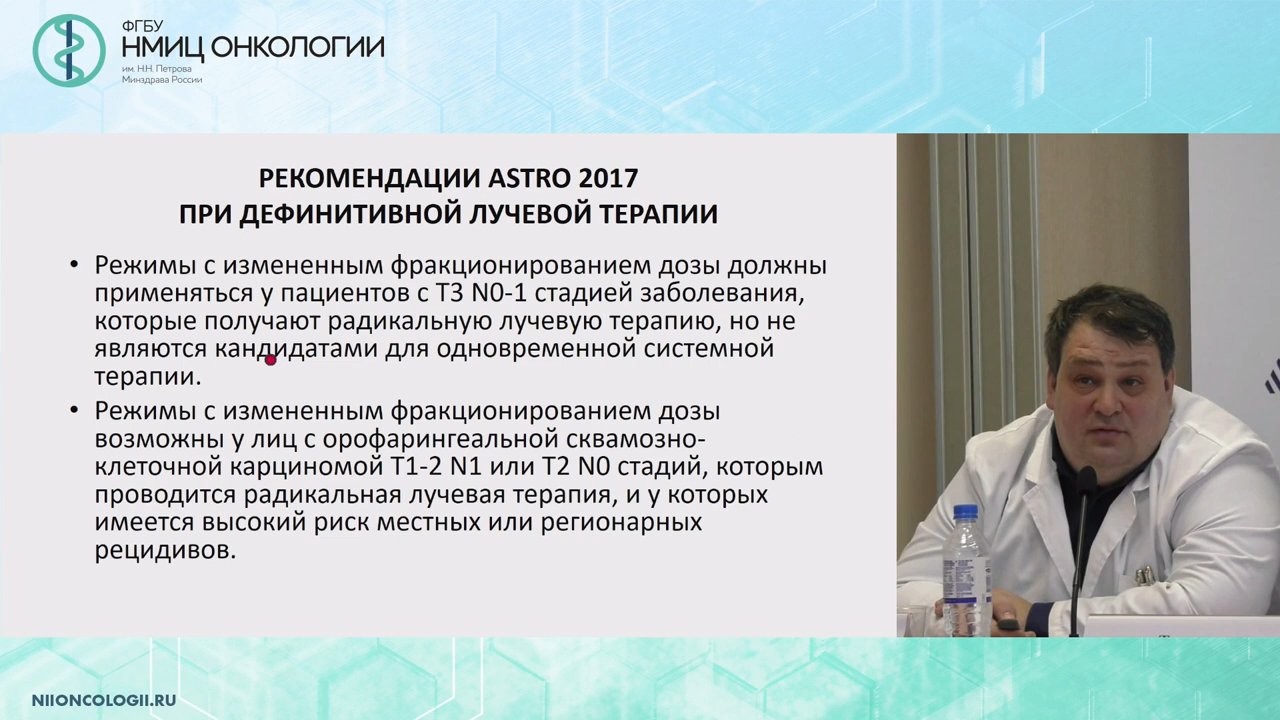 ФГБУ
НМИЦ ОНКОЛОГИИ
им. Н.Н. Петрова
Минздрава России
РЕКОМЕНДАЦИИ ASTRO 2017
ПРИ ДЕФИНИТИВНОЙ ЛУЧЕВОЙ ТЕРАПИИ
• Режимы с измененным фракционированием дозы должны
применяться у пациентов с T3 N0-1 стадией заболевания,
которые получают радикальную лучевую терапию, но не
являются кандидатами для одновременной системной
терапии.
• Режимы с измененным фракционированием дозы
возможны у лиц с орофарингеальной сквамозно-
клеточной карциномой T1-2 N1 или T2 N0 стадий, которым
проводится радикальная лучевая терапия, и у которых
имеется высокий риск местных или регионарных
рецидивов.
NIIONCOLOGII.RU